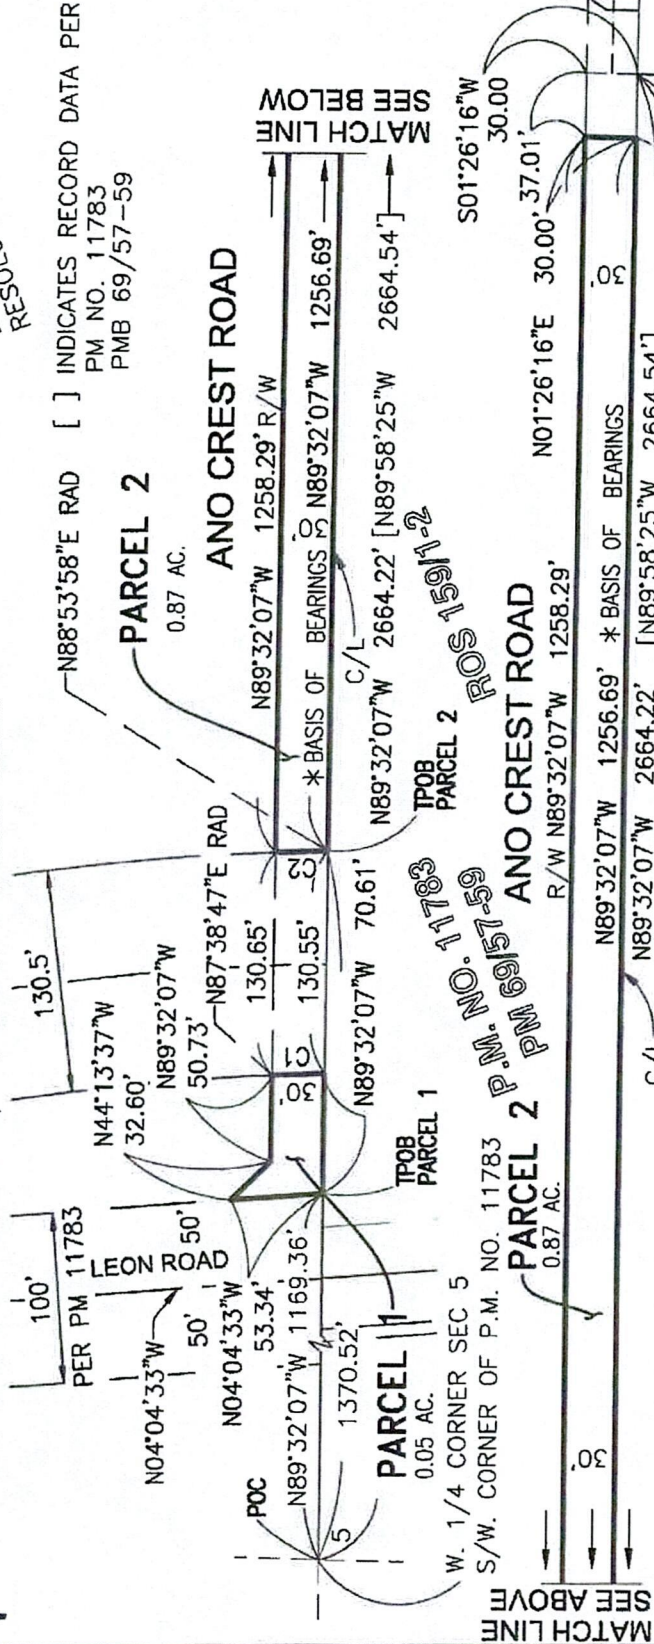 RESOL
[ ] INDICATES RECORD DATA PER
PM NO. 11783
PMB 69/57-59
N88°53'58"E RAD
PARCEL 2
0.87 AC.
ANO CREST ROAD
MATCH LINE
SEE BELOW
130.5'
100'
PER PM 11783
N44°13'37"W
32.60'
N89°32'07"W
50.73'
N87°38'47"E RAD
N89°32'07"W 1258.29' R/W
50'
LEON ROAD
50'
N04°04'33"W
N04°04'33"W
53.34'
130.65'
130.55'
C1
30'
C2
30'
* BASIS OF BEARINGS N89°32'07"W 1256.69'
C/L
N89°32'07"W 2664.22' [N89°58'25"W 2664.54']
ROS 159/1-2
POC
N89°32'07"W 1169.36'
5
1370.52'
N89°32'07"W 70.61'
TPOB
PARCEL 1
TPOB
PARCEL 2
PARCEL 1
0.05 AC.
W. 1/4 CORNER SEC 5
S/W. CORNER OF P.M. NO. 11783
P.M. NO. 11783
PM 69/57-59
PARCEL 2
0.87 AC.
ANO CREST ROAD
S01°26'16"W
30.00
N01°26'16"E 30.00'
37.01'
MATCH LINE
SEE ABOVE
R/W N89°32'07"W 1258.29'
30'
N89°32'07"W 1256.69' * BASIS OF BEARINGS
30'
N89°32'07"W 2664.22' [N89°58'25"W 2664.54']
C/L